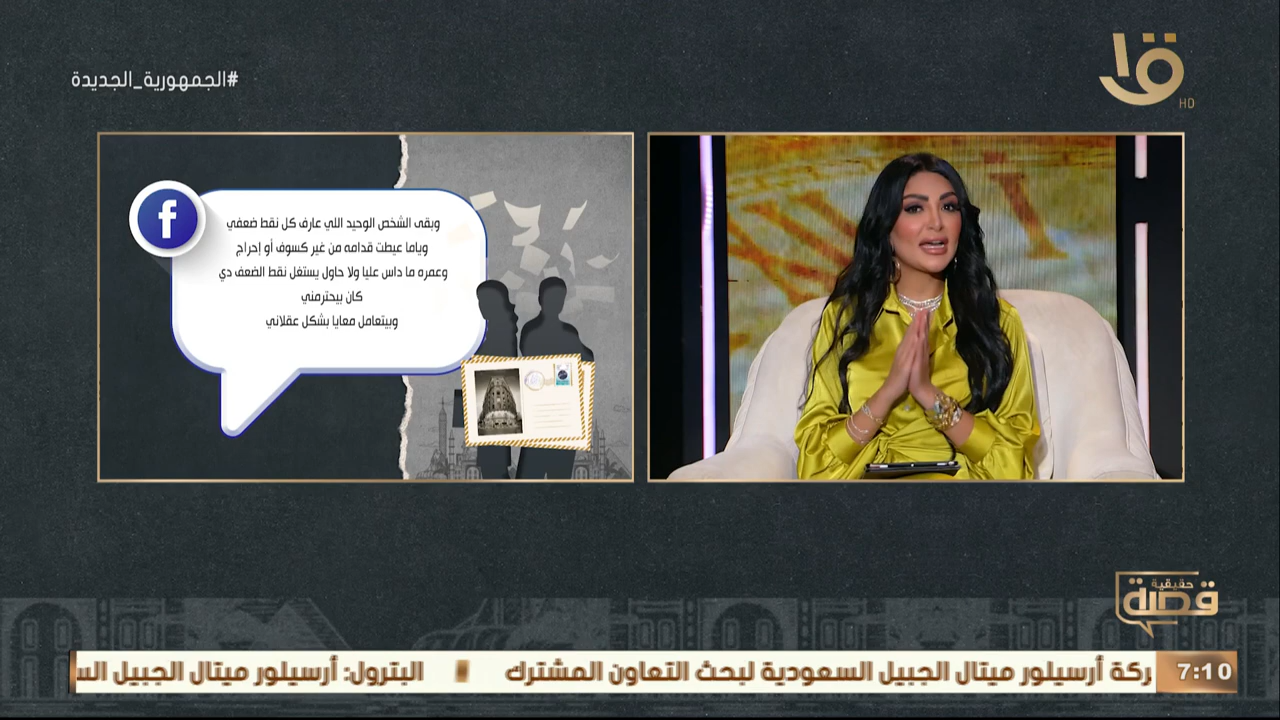 #الجمهورية_الجديدة
HD
f
وبقى الشخص الوحيد اللي عارف كل نقط ضعفي
وياما عيطت قدامه من غير كسوف أو إحراج
وعمره ما داس عليا ولا حاول يستغل نقط الضعف دي
كان بيحترمني
وبيتعامل معايا بشكل عقلاني
قصة حقيقية
7:10
ركة أرسيلور ميتال الجبيل السعودية لبحث التعاون المشترك البترول: أرسيلور ميتال الجبيل الس